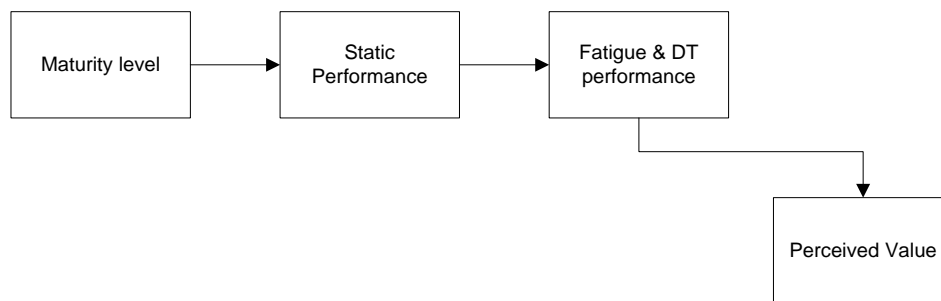 Maturity level
Static
Performance
Fatigue & DT
performance
Perceived Value